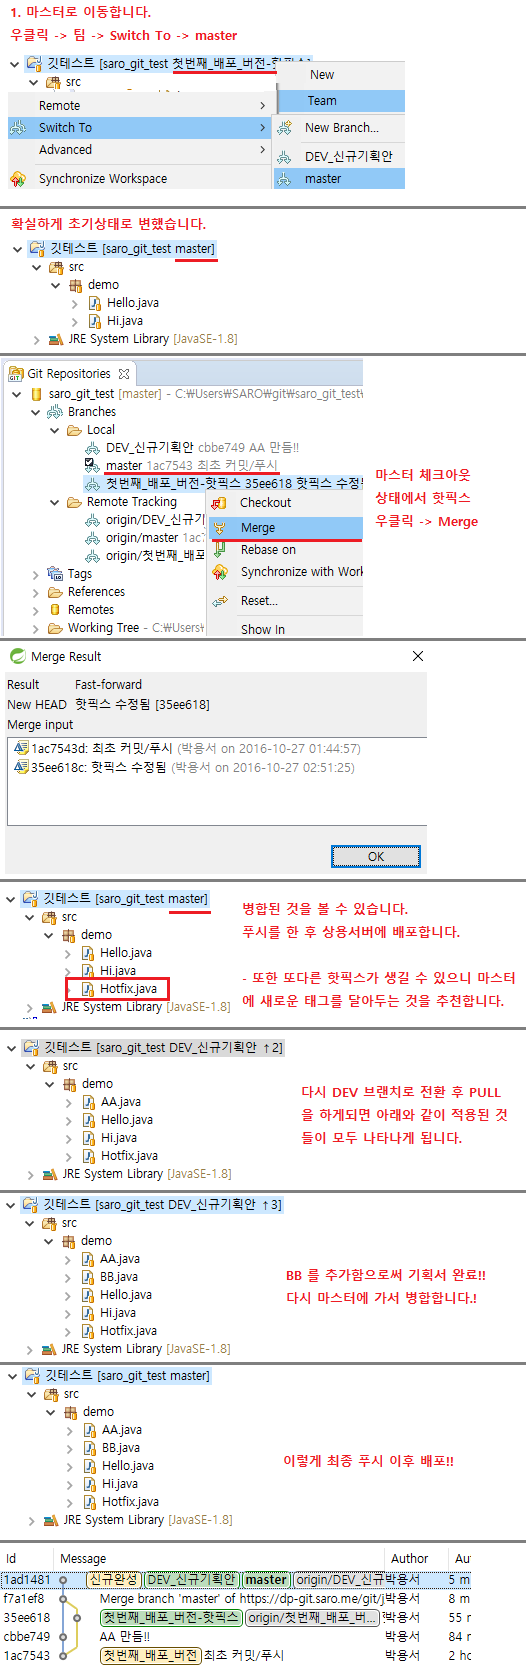 1. 마스터로 이동합니다.
우클릭 -> 팀 -> Switch To -> master
깃테스트 [saro_git_test 첫번째_배포_버전-핫픽스]
src
New
Team
Remote
Switch To
Advanced
Synchronize Workspace
New Branch...
DEV_신규기획안
master
확실하게 초기상태로 변했습니다.
깃테스트 [saro_git_test master]
src
demo
Hello.java
Hi.java
JRE System Library [JavaSE-1.8]
Git Repositories
saro_git_test [master] - C:₩Users₩SARO₩git₩saro_git_test₩
Branches
Local
DEV_신규기획안 cbbe749 AA 만듬!!
master 1ac7543 최초 커밋/푸시
첫번째_배포_버전-핫픽스 35ee618 핫픽스 수정됨
Remote Tracking
origin/DEV_신규기
origin/master 1ac7
origin/첫번째_배포
Tags
References
Remotes
Working Tree - C:₩Users₩
Checkout
Merge
Rebase on
Synchronize with Work
Reset...
Show In
마스터 체크아웃
상태에서 핫픽스
우클릭 -> Merge
Merge Result
Result Fast-forward
New HEAD 핫픽스 수정됨 [35ee618]
Merge input
1ac7543d: 최초 커밋/푸시 (박용서 on 2016-10-27 01:44:57)
35ee618c: 핫픽스 수정됨 (박용서 on 2016-10-27 02:51:25)
OK
깃테스트 [saro_git_test master]
src
demo
Hello.java
Hi.java
Hotfix.java
JRE System Library [JavaSE-1.8]
병합된 것을 볼 수 있습니다.
푸시를 한 후 상용서버에 배포합니다.
- 또한 또다른 핫픽스가 생길 수 있으니 마스터
에 새로운 태그를 달아두는 것을 추천합니다.
깃테스트 [saro_git_test DEV_신규기획안 ↑2]
src
demo
AA.java
Hello.java
Hi.java
Hotfix.java
JRE System Library [JavaSE-1.8]
다시 DEV 브랜치로 전환 후 PULL
을 하게되면 아래와 같이 적용된 것
들이 모두 나타나게 됩니다.
깃테스트 [saro_git_test DEV_신규기획안 ↑3]
src
demo
AA.java
BB.java
Hello.java
Hi.java
Hotfix.java
JRE System Library [JavaSE-1.8]
BB 를 추가함으로써 기획서 완료!!
다시 마스터에 가서 병합합니다.!
깃테스트 [saro_git_test master]
src
demo
AA.java
BB.java
Hello.java
Hi.java
Hotfix.java
JRE System Library [JavaSE-1.8]
이렇게 최종 푸시 이후 배포!!
Id Message Author Au
1ad1481 신규완성 DEV_신규기획안 master origin/DEV_신규 박용서 5 m
f7a1ef8 Merge branch 'master' of https://dp-git.saro.me/git/j 박용서 8 m
35ee618 첫번째_배포_버전-핫픽스 origin/첫번째_배포_버... 박용서 55 m
cbbe749 AA 만듬!! 박용서 84 m
1ac7543 첫번째_배포_버전 최초 커밋/푸시 박용서 2 ho